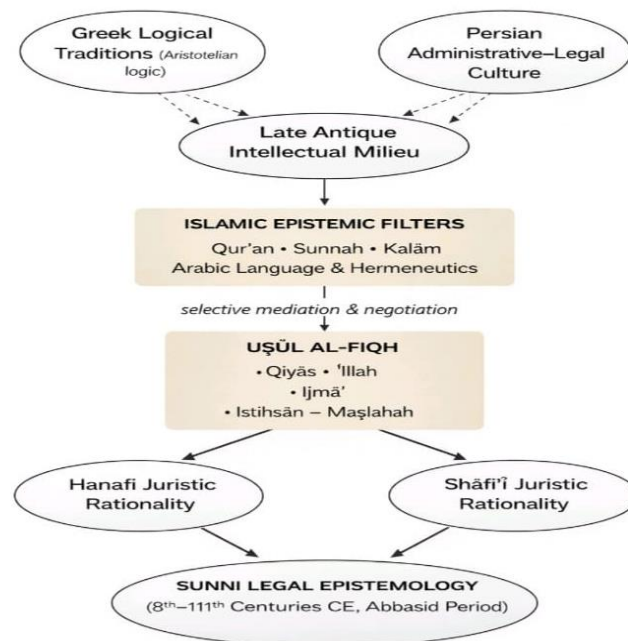 Greek Logical
Traditions (Aristotelian
logic)
Persian
Administrative–Legal
Culture
Late Antique
Intellectual Milieu
ISLAMIC EPISTEMIC FILTERS
Qur'an • Sunnah • Kalām
Arabic Language & Hermeneutics
selective mediation & negotiation
UṢŪL AL-FIQH
• Qiyās • 'Illah
• Ijmā'
• Istihsān – Maṣlahah
Hanafi Juristic
Rationality
Shāfi'î Juristic
Rationality
SUNNI LEGAL EPISTEMOLOGY
(8th–111th Centuries CE, Abbasid Period)